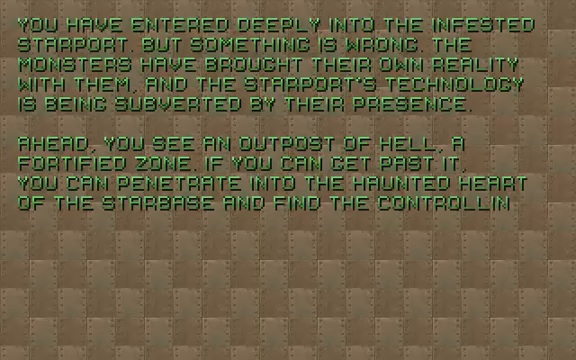 YOU HAVE ENTERED DEEPLY INTO THE INFESTED
STARPORT. BUT SOMETHING IS WRONG. THE
MONSTERS HAVE BROUGHT THEIR OWN REALITY
WITH THEM, AND THE STARPORT'S TECHNOLOGY
IS BEING SUBVERTED BY THEIR PRESENCE.

AHEAD, YOU SEE AN OUTPOST OF HELL, A
FORTIFIED ZONE. IF YOU CAN GET PAST IT,
YOU CAN PENETRATE INTO THE HAUNTED HEART
OF THE STARBASE AND FIND THE CONTROLLIN